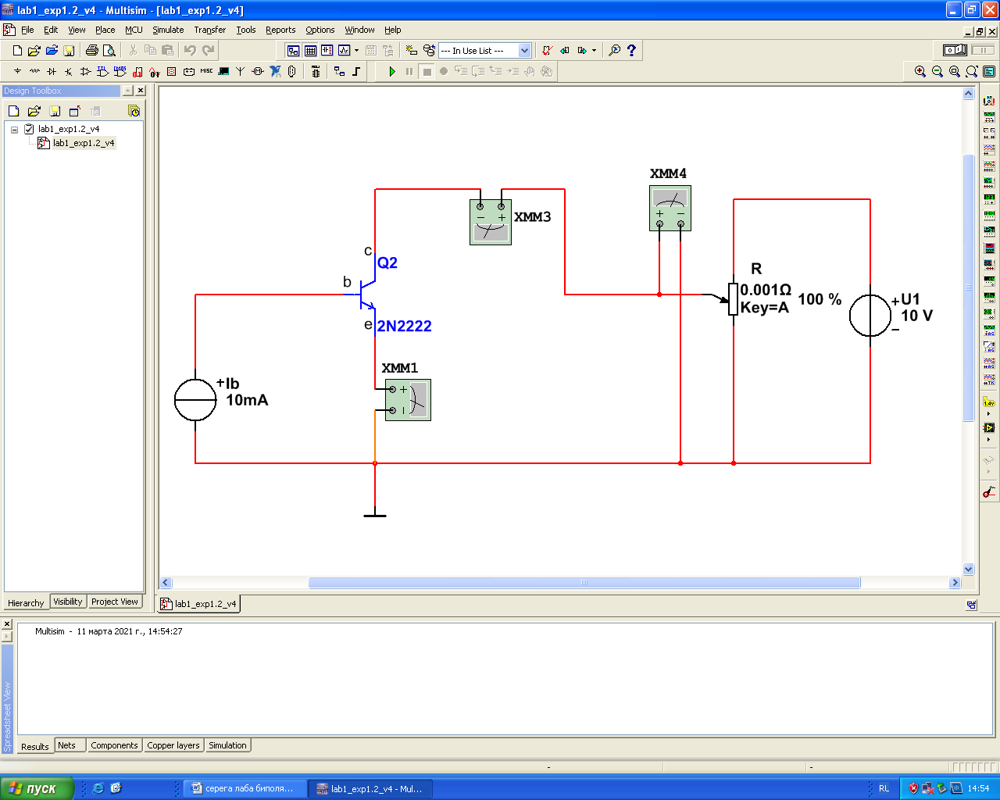 lab1_exp1.2_v4 - Multisim - [lab1_exp1.2_v4]
File Edit View Place MCU Simulate Transfer Tools Reports Options Window Help
--- In Use List ---
Design Toolbox
lab1_exp1.2_v4
lab1_exp1.2_v4
XMM4
+ −
XMM3
− +
c
Q2
b
e
2N2222
R
0.001Ω
Key=A
100 %
+
U1
10 V
−
XMM1
+
−
+
Ib
10mA
Hierarchy Visibility Project View
lab1_exp1.2_v4
Multisim - 11 марта 2021 г., 14:54:27
Spreadsheet View
Results Nets Components Copper layers Simulation
- -
пуск
серега лаба биполя...
lab1_exp1.2_v4 - Mul...
RL
14:54